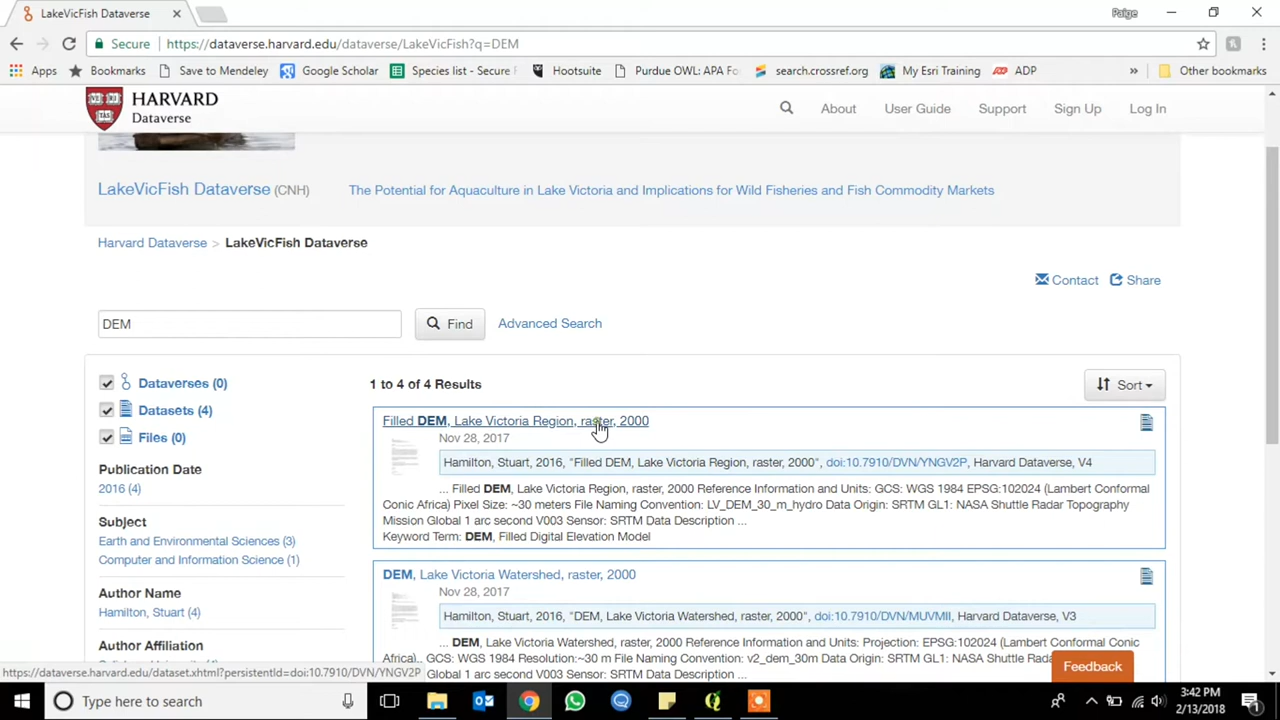 LakeVicFish Dataverse
Paige
Secure https://dataverse.harvard.edu/dataverse/LakeVicFish?q=DEM
Apps Bookmarks Save to Mendeley Google Scholar Species list - Secure F Hootsuite Purdue OWL: APA Fo search.crossref.org My Esri Training ADP » Other bookmarks
HARVARD
Dataverse
About User Guide Support Sign Up Log In
LakeVicFish Dataverse (CNH) The Potential for Aquaculture in Lake Victoria and Implications for Wild Fisheries and Fish Commodity Markets
Harvard Dataverse > LakeVicFish Dataverse
Contact Share
DEM Find Advanced Search
Dataverses (0)
Datasets (4)
Files (0)
Publication Date
2016 (4)
Subject
Earth and Environmental Sciences (3)
Computer and Information Science (1)
Author Name
Hamilton, Stuart (4)
Author Affiliation
1 to 4 of 4 Results
Sort
Filled DEM, Lake Victoria Region, raster, 2000
Nov 28, 2017
Hamilton, Stuart, 2016, "Filled DEM, Lake Victoria Region, raster, 2000", doi:10.7910/DVN/YNGV2P, Harvard Dataverse, V4
... Filled DEM, Lake Victoria Region, raster, 2000 Reference Information and Units: GCS: WGS 1984 EPSG:102024 (Lambert Conformal
Conic Africa) Pixel Size: ~30 meters File Naming Convention: LV_DEM_30_m_hydro Data Origin: SRTM GL1: NASA Shuttle Radar Topography
Mission Global 1 arc second V003 Sensor: SRTM Data Description ...
Keyword Term: DEM, Filled Digital Elevation Model
DEM, Lake Victoria Watershed, raster, 2000
Nov 28, 2017
Hamilton, Stuart, 2016, "DEM, Lake Victoria Watershed, raster, 2000", doi:10.7910/DVN/MUVMII, Harvard Dataverse, V3
... DEM, Lake Victoria Watershed, raster, 2000 Reference Information and Units: Projection: EPSG:102024 (Lambert Conformal Conic
Africa). GCS: WGS 1984 Resolution:~30 m File Naming Convention: v2_dem_30m Data Origin: SRTM GL1: NASA Shuttle Radar
Topography Mission Global 1 arc second V003 Sensor: SRTM Data Description ...
Feedback
https://dataverse.harvard.edu/dataset.xhtml?persistentId=doi:10.7910/DVN/YNGV2P
Type here to search
3:42 PM
2/13/2018
1